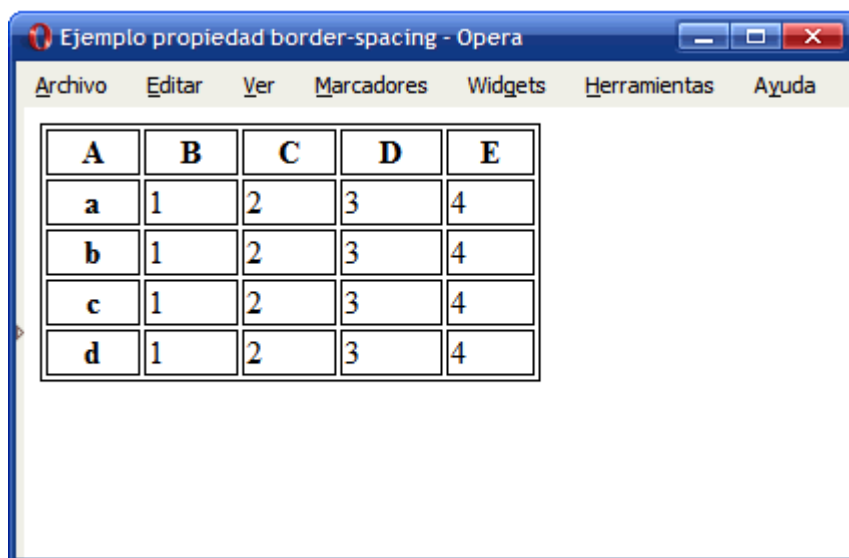 Ejemplo propiedad border-spacing - Opera
Archivo Editar Ver Marcadores Widgets Herramientas Ayuda
A B C D E
a 1 2 3 4
b 1 2 3 4
c 1 2 3 4
d 1 2 3 4